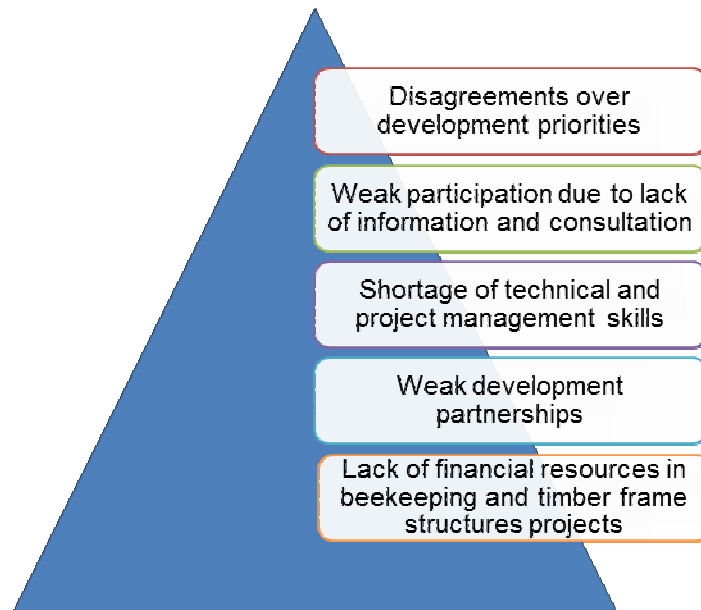 Disagreements over
development priorities
Weak participation due to lack
of information and consultation
Shortage of technical and
project management skills
Weak development
partnerships
Lack of financial resources in
beekeeping and timber frame
structures projects